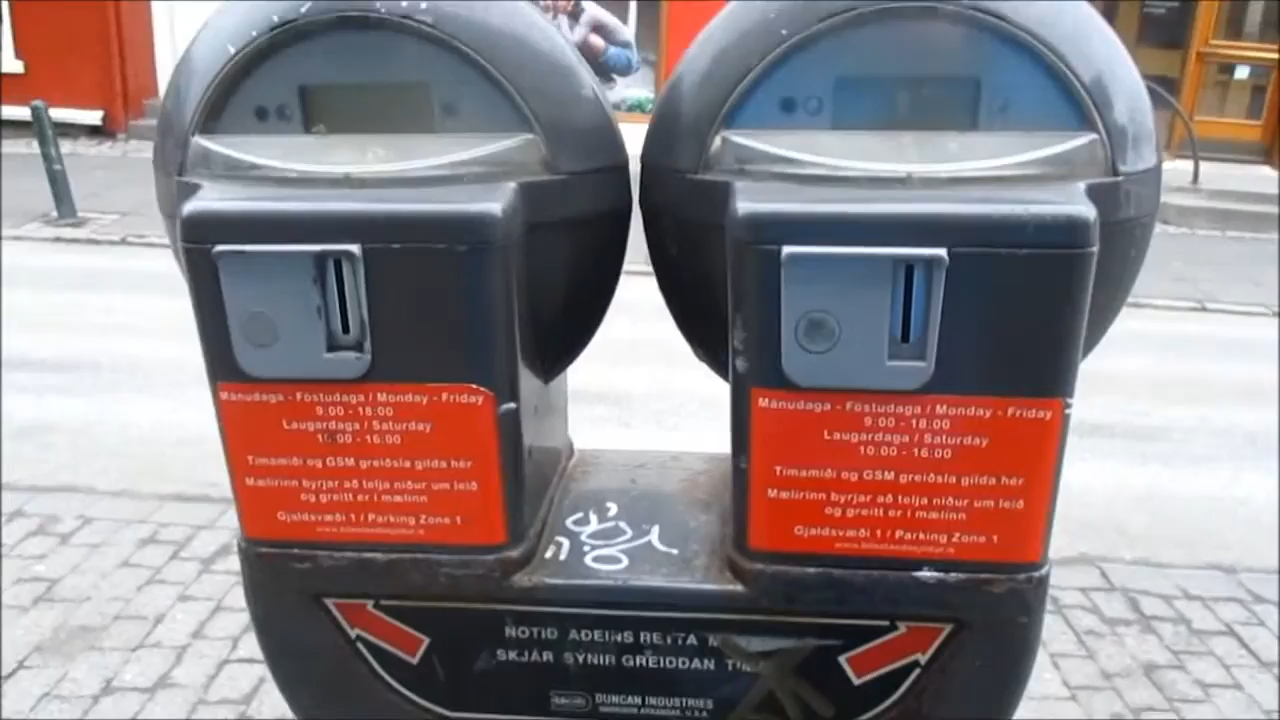 Mánudaga - Föstudaga / Monday - Friday
9:00 - 18:00
Laugardaga / Saturday
10:00 - 16:00
Tímamiði og GSM greiðsla gilda hér
Mælirinn byrjar að telja niður um leið
og greitt er í mælinn
Gjaldsvæði 1 / Parking Zone 1
Mánudaga - Föstudaga / Monday - Friday
9:00 - 18:00
Laugardaga / Saturday
10:00 - 16:00
Tímamiði og GSM greiðsla gilda hér
Mælirinn byrjar að telja niður um leið
og greitt er í mælinn
Gjaldsvæði 1 / Parking Zone 1
NOTIÐ AÐEINS RETTA
SKJÁR SÝNIR GREIDDAN
DUNCAN INDUSTRIES
HARRISON ARKANSAS, U.S.A.